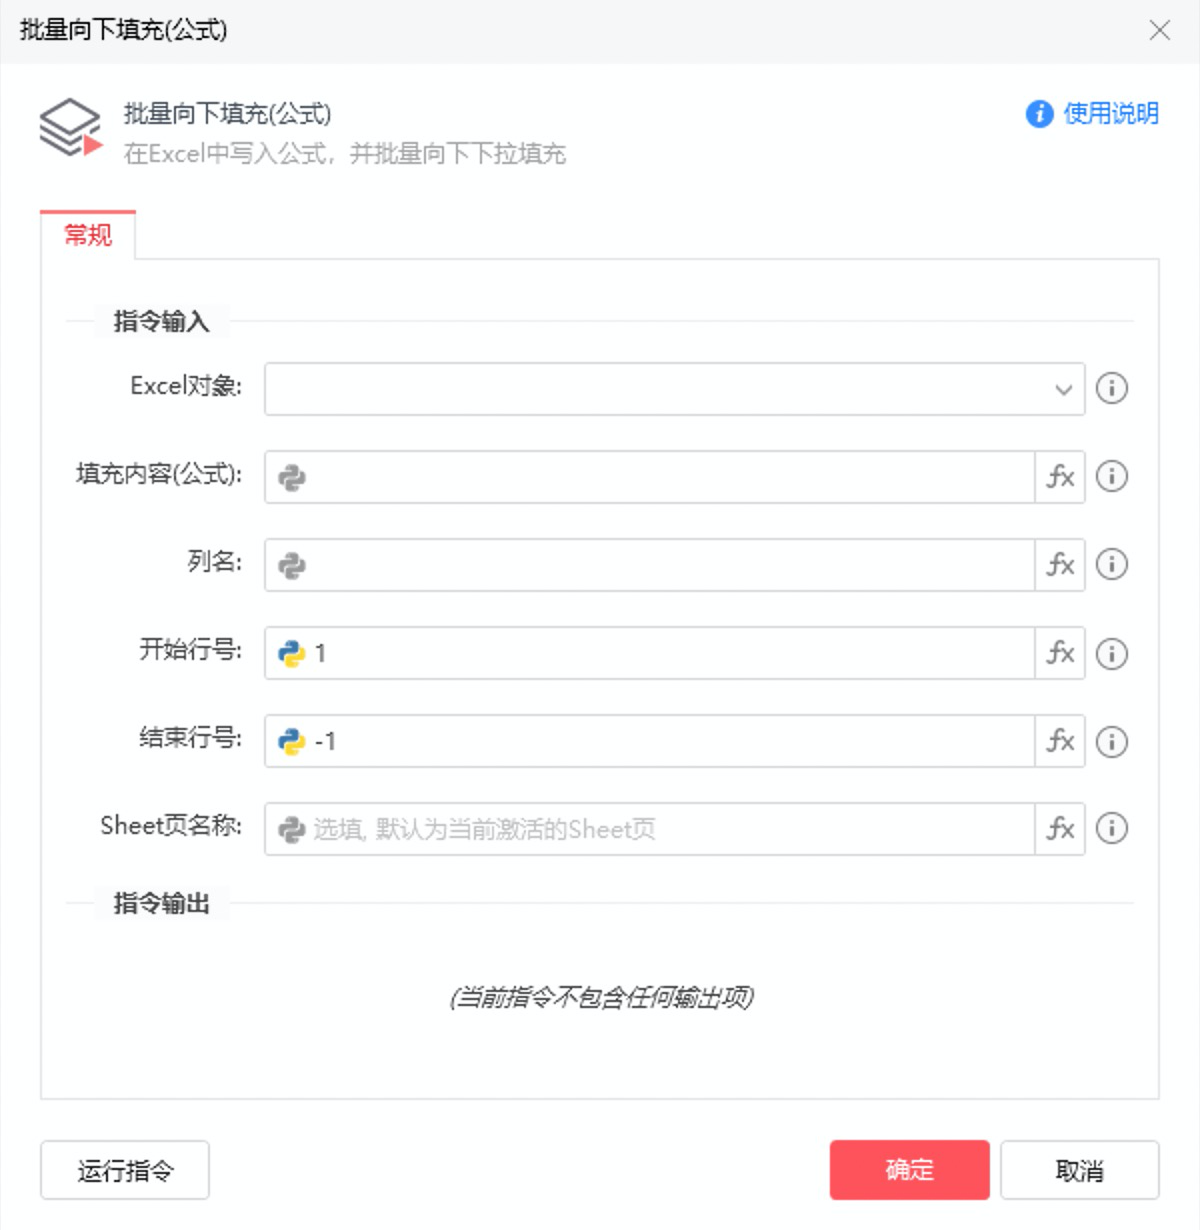 批量向下填充(公式)
批量向下填充(公式)
使用说明
在Excel中写入公式，并批量向下下拉填充
常规
指令输入
Excel对象:
填充内容(公式):
fx
列名:
fx
开始行号:
1
fx
结束行号:
-1
fx
Sheet页名称:
选填, 默认为当前激活的Sheet页
fx
指令输出
(当前指令不包含任何输出项)
运行指令
确定
取消